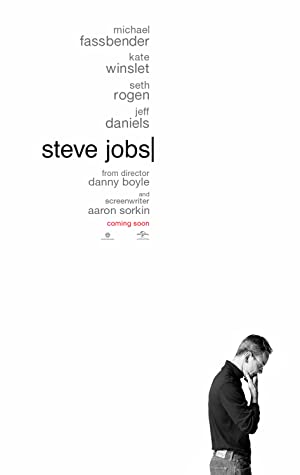 michael
fassbender
kate
winslet
seth
rogen
jeff
daniels
steve jobs|
from director
danny boyle
and
screenwriter
aaron sorkin
coming soon